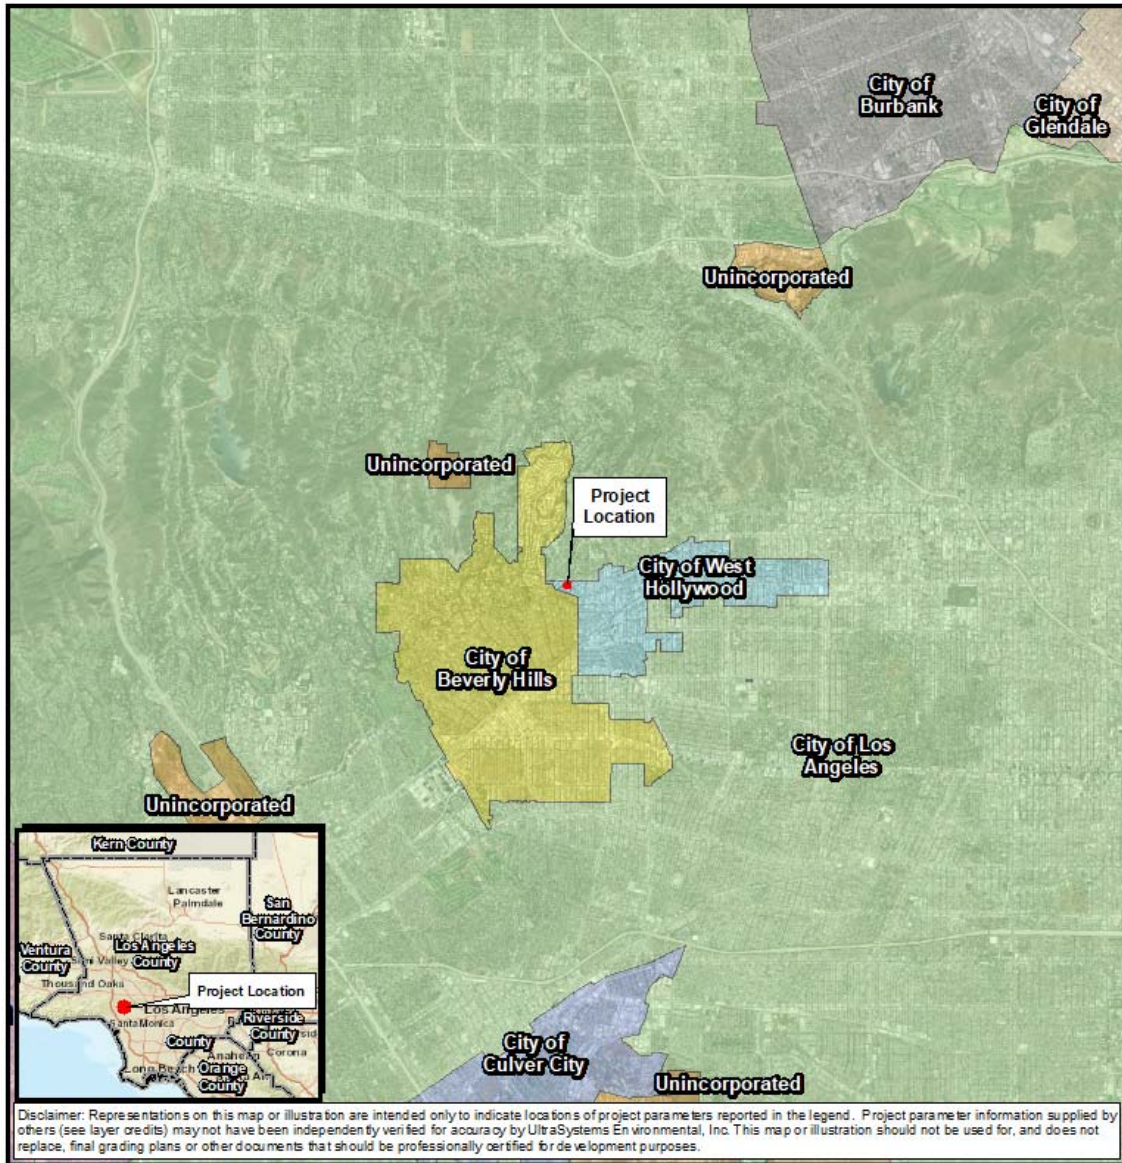 City of
Burbank
City of
Glendale
Unincorporated
Unincorporated
Project
Location
City of West
Hollywood
City of
Beverly Hills
City of Los
Angeles
Unincorporated
Kern County
Lancaster
Palmdale
San
Bernardino
County
Santa Clarita
Ventura
County
Los Angeles
County
Simi Valley
Thousand Oaks
Project Location
Los Angeles
Santa Monica
Riverside
County
County
Anaheim
Corona
Long Beach
Orange
County
City of
Culver City
Unincorporated
Disclaimer: Representations on this map or illustration are intended only to indicate locations of project parameters reported in the legend. Project parameter information supplied by
others (see layer credits) may not have been independently verified for accuracy by UltraSystems Environmental, Inc. This map or illustration should not be used for, and does not
replace, final grading plans or other documents that should be professionally certified for development purposes.